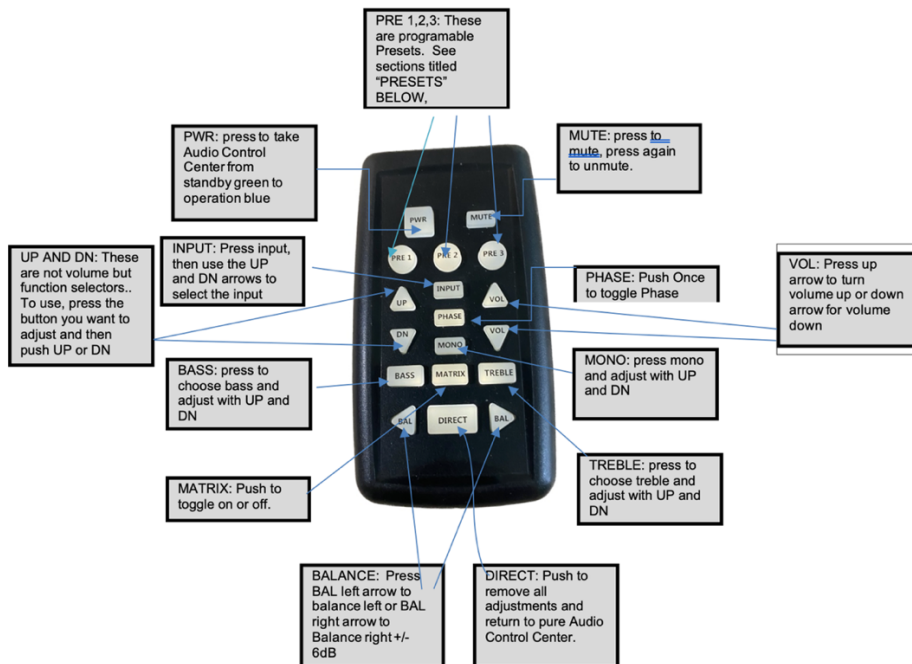 PRE 1,2,3: These
are programable
Presets.  See
sections titled
“PRESETS”
BELOW,
PWR: press to take
Audio Control
Center from
standby green to
operation blue
MUTE: press to
mute, press again
to unmute.
UP AND DN: These
are not volume but
function selectors..
To use, press the
button you want to
adjust and then
push UP or DN
INPUT: Press input,
then use the UP
and DN arrows to
select the input
PHASE: Push Once
to toggle Phase
VOL: Press up
arrow to turn
volume up or down
arrow for volume
down
PWR
MUTE
PRE 1
PRE 2
PRE 3
INPUT
UP
VOL
PHASE
DN
VOL
MONO
BASS
MATRIX
TREBLE
BAL
DIRECT
BAL
BASS: press to
choose bass and
adjust with UP and
DN
MONO: press mono
and adjust with UP
and DN
MATRIX: Push to
toggle on or off.
TREBLE: press to
choose treble and
adjust with UP and
DN
BALANCE:  Press
BAL left arrow to
balance left or BAL
right arrow to
Balance right +/-
6dB
DIRECT: Push to
remove all
adjustments and
return to pure Audio
Control Center.